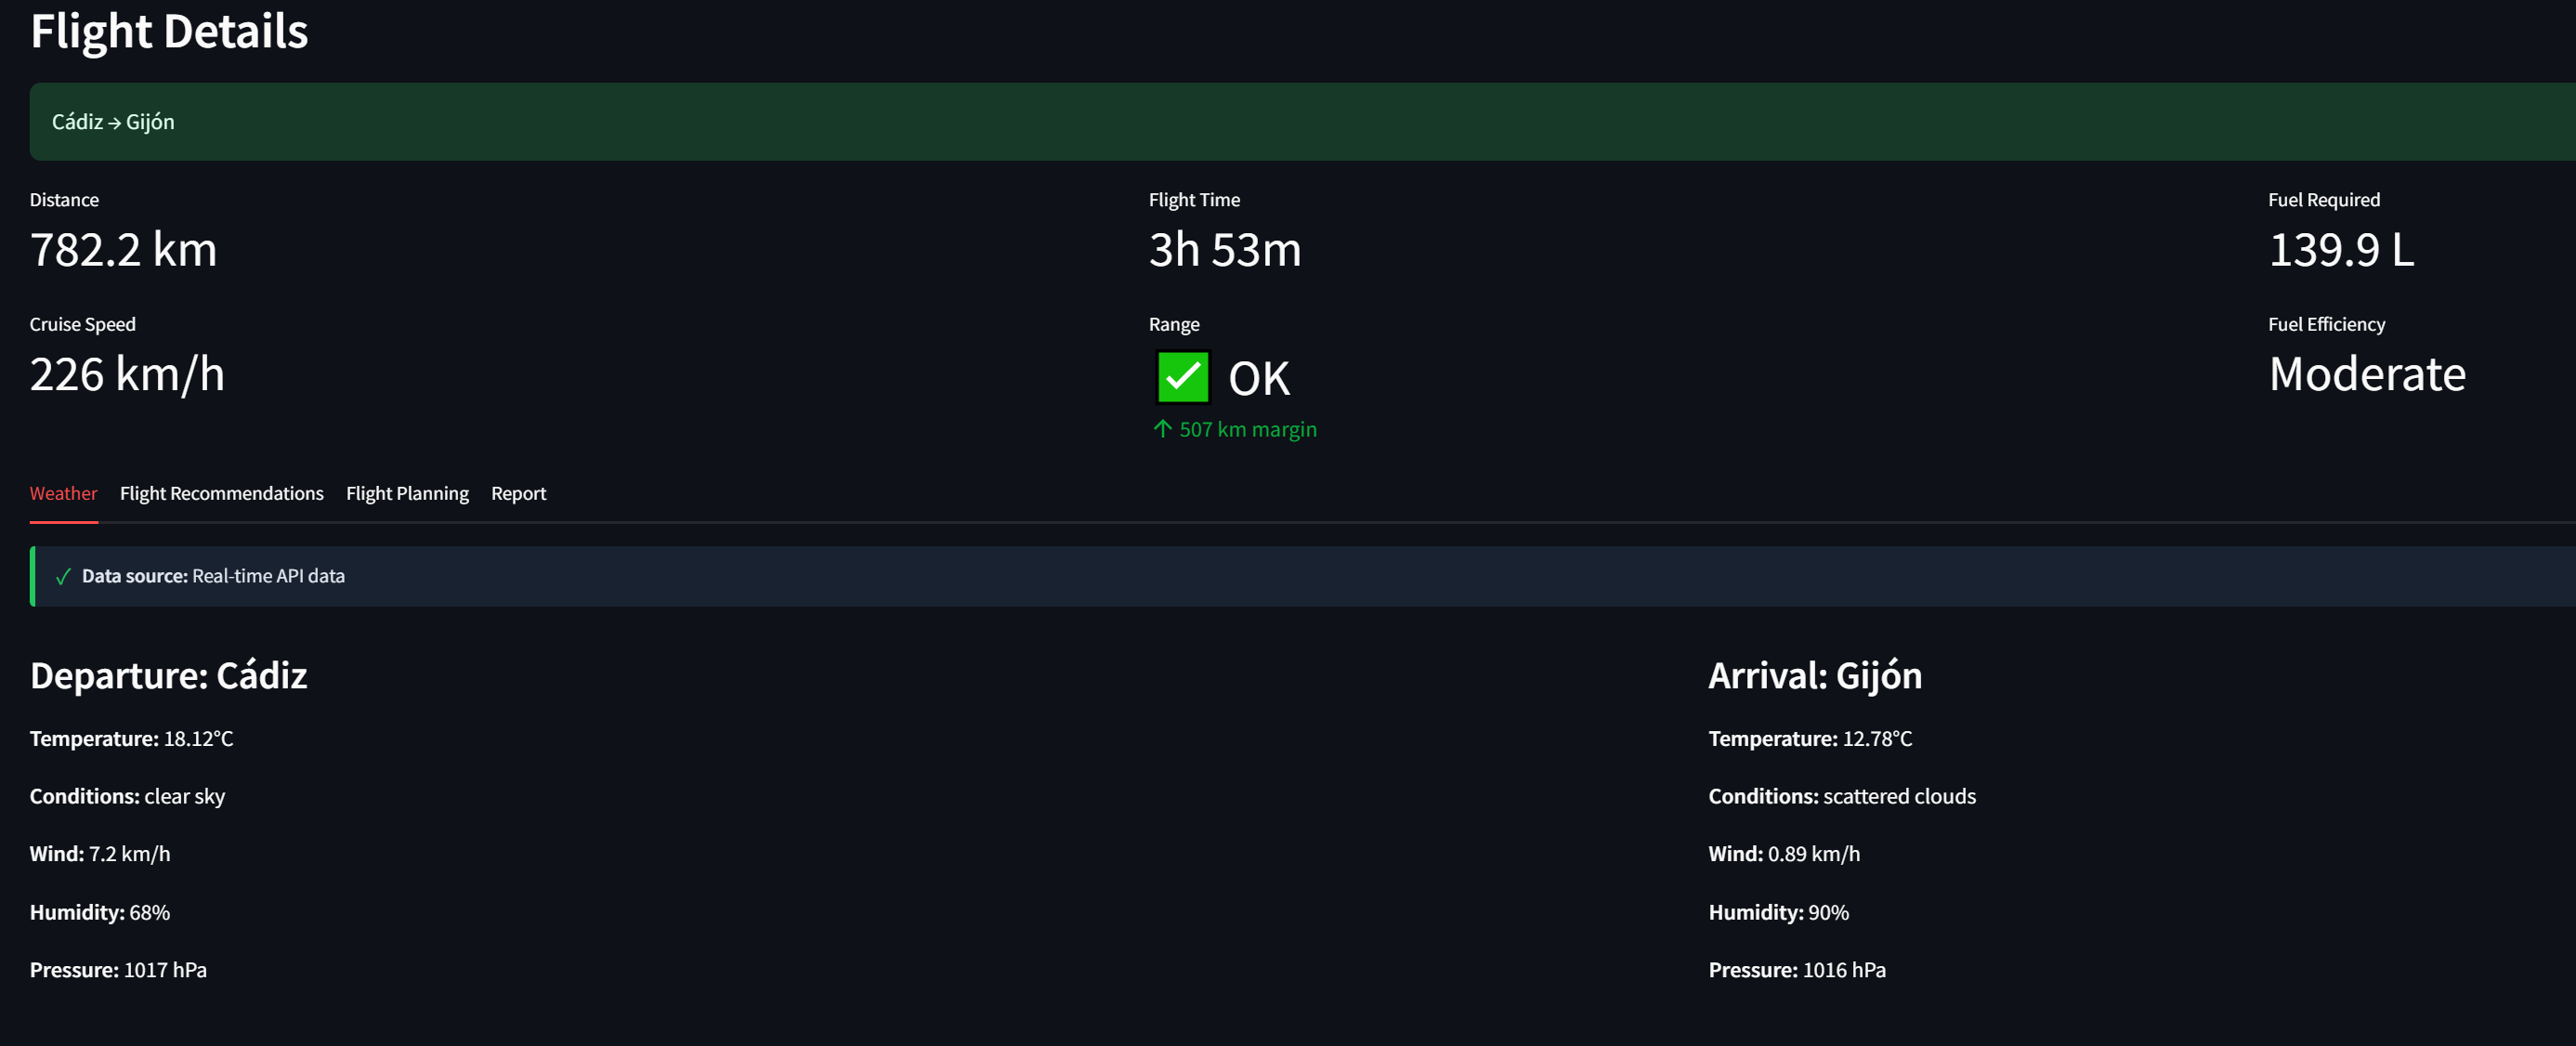 Flight Details
Cádiz → Gijón
Distance
782.2 km
Flight Time
3h 53m
Fuel Required
139.9 L
Cruise Speed
226 km/h
Range
✅ OK
↑ 507 km margin
Fuel Efficiency
Moderate
Weather Flight Recommendations Flight Planning Report
✓ Data source: Real-time API data
Departure: Cádiz
Temperature: 18.12°C
Conditions: clear sky
Wind: 7.2 km/h
Humidity: 68%
Pressure: 1017 hPa
Arrival: Gijón
Temperature: 12.78°C
Conditions: scattered clouds
Wind: 0.89 km/h
Humidity: 90%
Pressure: 1016 hPa